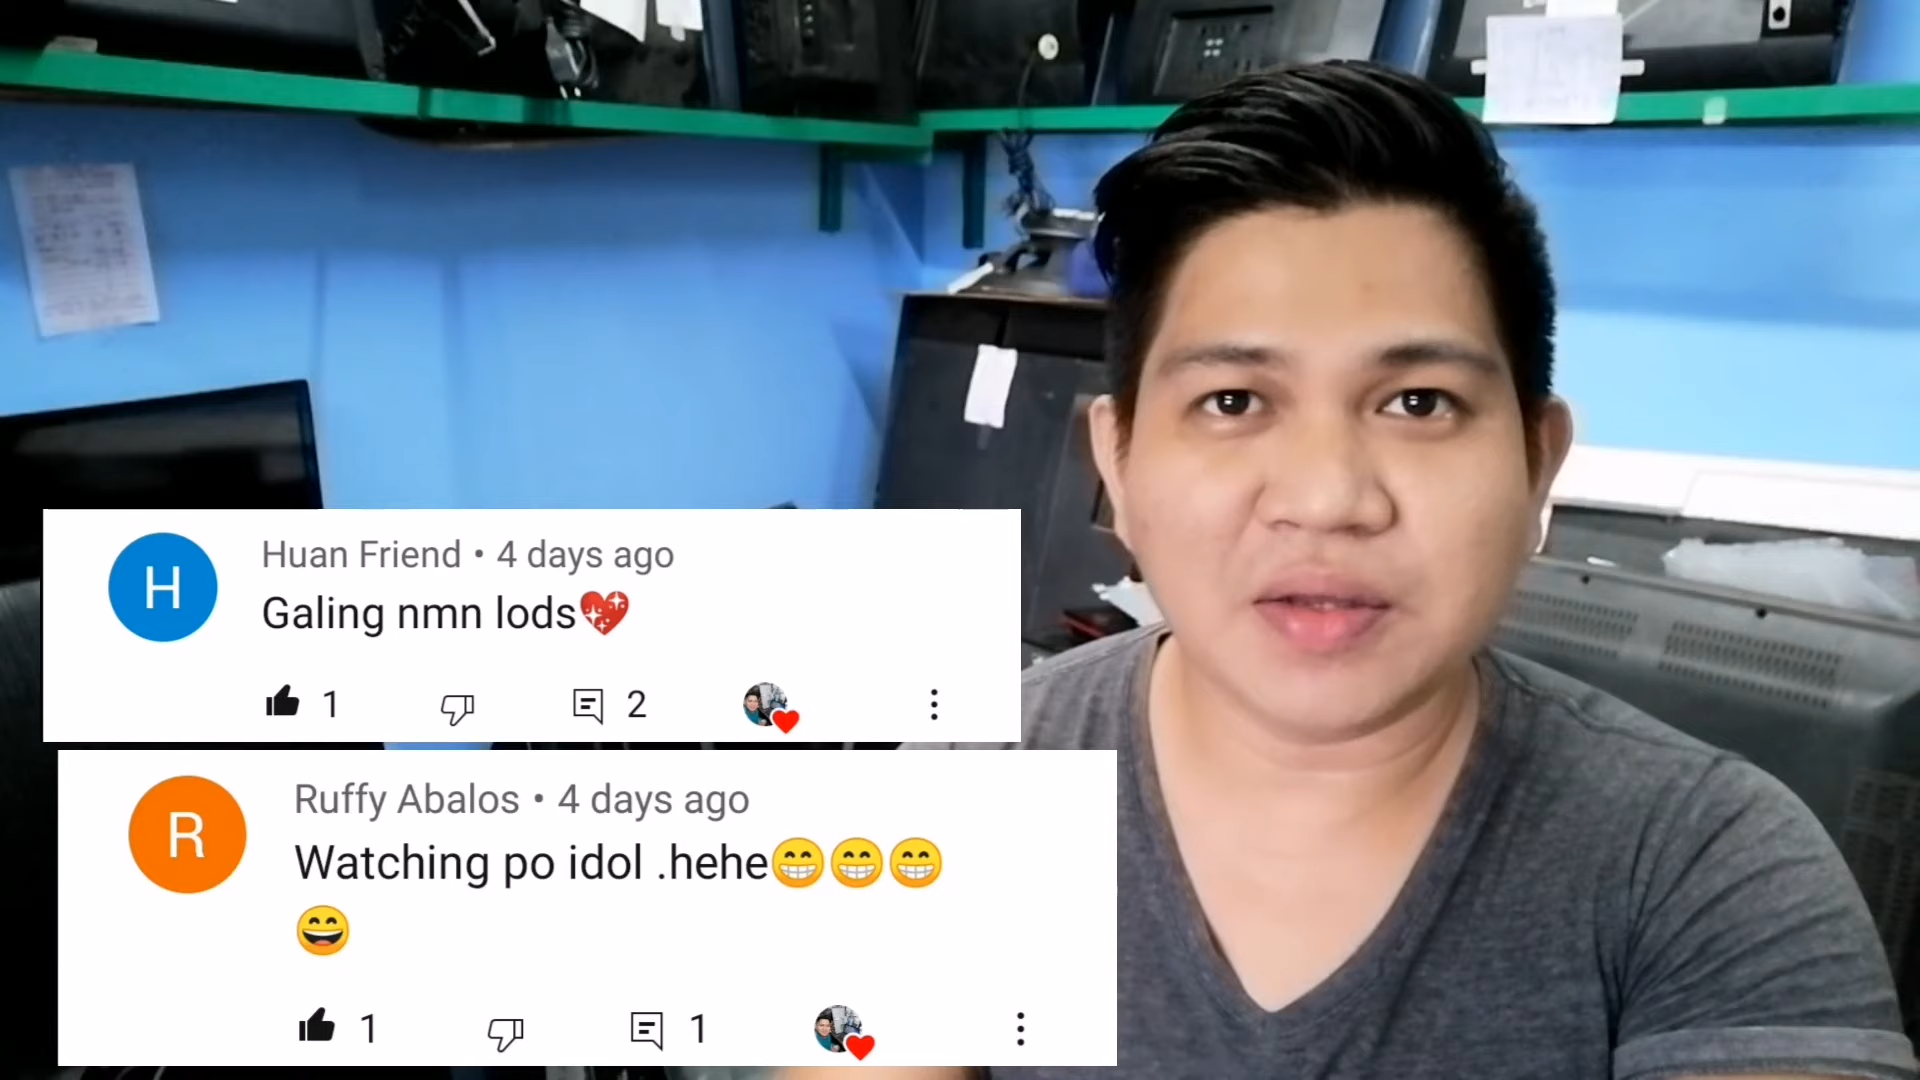 H
Huan Friend • 4 days ago
Galing nmn lods💖
1
2
R
Ruffy Abalos • 4 days ago
Watching po idol .hehe😁😁😁
😄
1
1